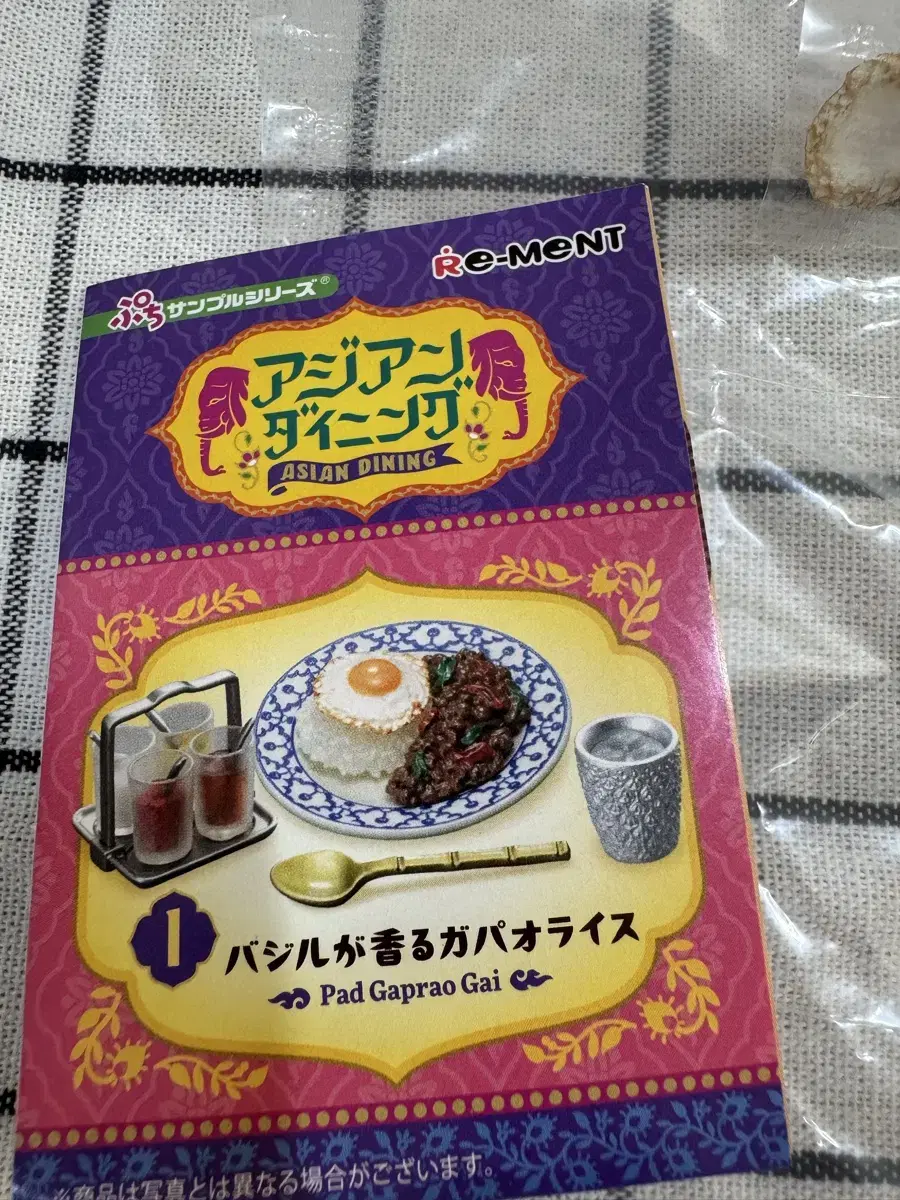 Re-MeNT
ぷちサンプルシリーズ®
アジアン
ダイニング
ASIAN DINING
1 バジルが香るガパオライス
Pad Gaprao Gai
※商品は写真とは異なる場合がございます。